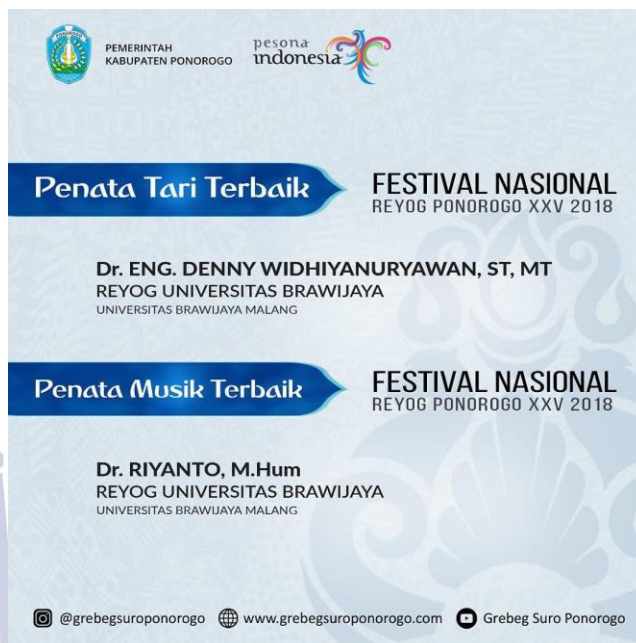 PONOROGO
PEMERINTAH
KABUPATEN PONOROGO
pesona
indonesia
Penata Tari Terbaik
FESTIVAL NASIONAL
REYOG PONOROGO XXV 2018
Dr. ENG. DENNY WIDHIYANURYAWAN, ST, MT
REYOG UNIVERSITAS BRAWIJAYA
UNIVERSITAS BRAWIJAYA MALANG
Penata Musik Terbaik
FESTIVAL NASIONAL
REYOG PONOROGO XXV 2018
Dr. RIYANTO, M.Hum
REYOG UNIVERSITAS BRAWIJAYA
UNIVERSITAS BRAWIJAYA MALANG
@grebegsuroponorogo www.grebegsuroponorogo.com Grebeg Suro Ponorogo